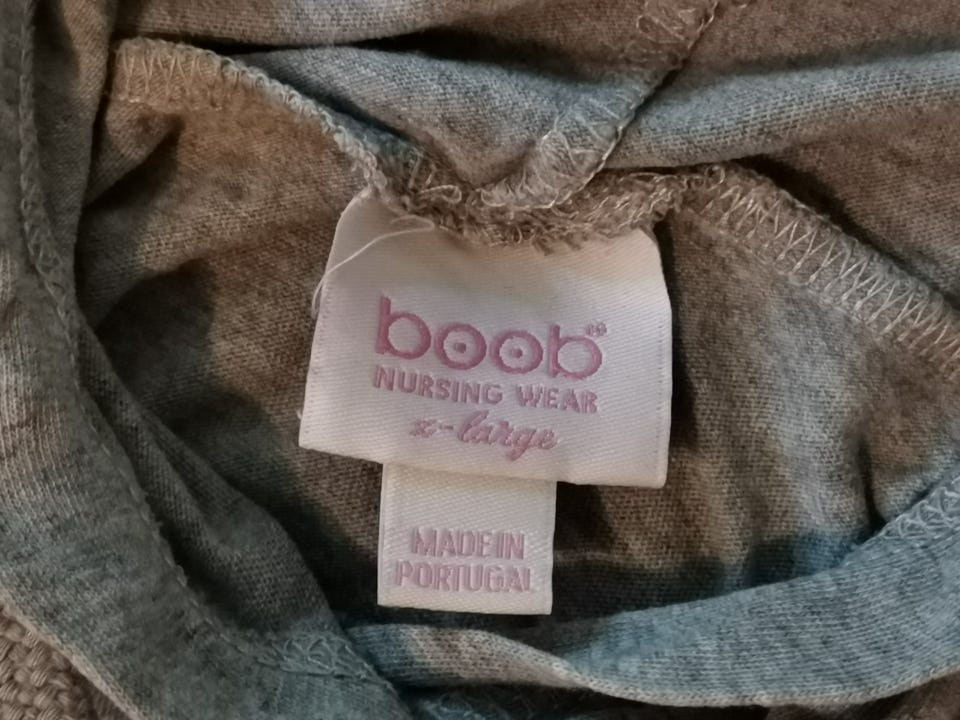 boob
NURSING WEAR
x-large
MADE IN
PORTUGAL